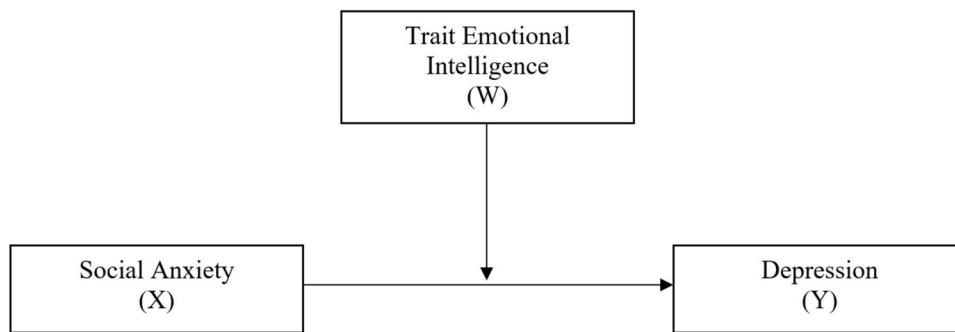 Trait Emotional
Intelligence
(W)
Social Anxiety
(X)
Depression
(Y)